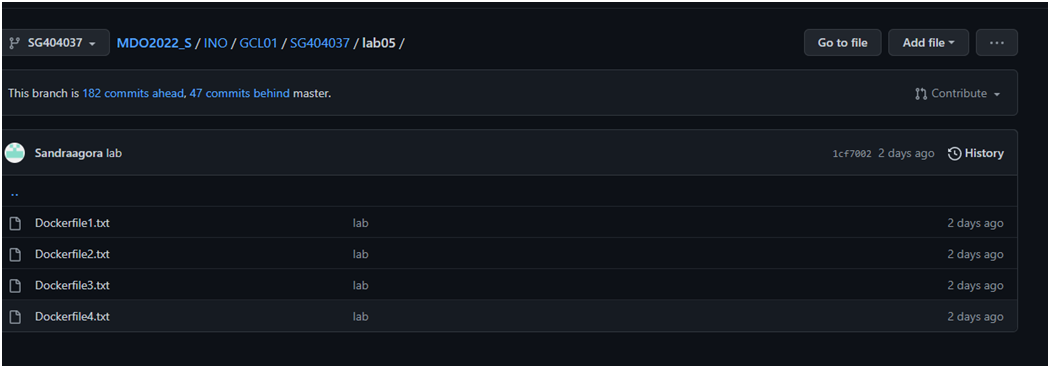 SG404037 MDO2022_S / INO / GCL01 / SG404037 / lab05 / Go to file Add file ...
This branch is 182 commits ahead, 47 commits behind master. Contribute
Sandraagora lab 1cf7002 2 days ago History
..
Dockerfile1.txt lab 2 days ago
Dockerfile2.txt lab 2 days ago
Dockerfile3.txt lab 2 days ago
Dockerfile4.txt lab 2 days ago